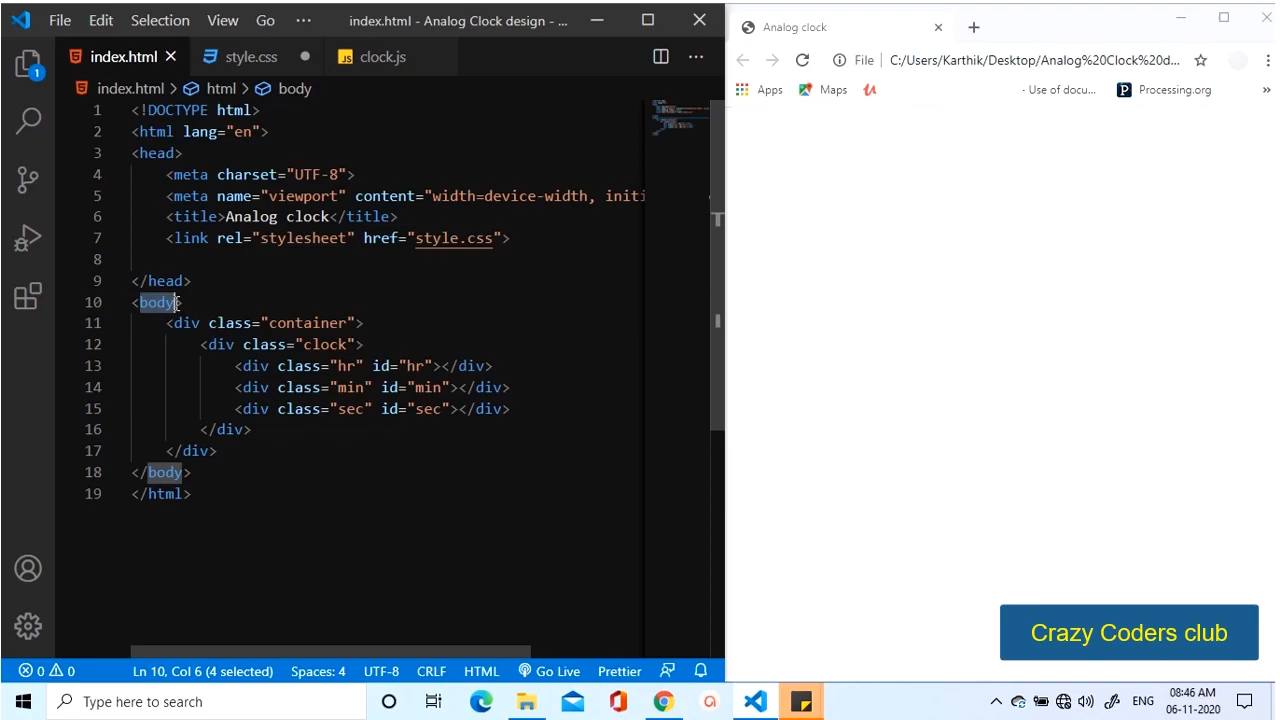 File Edit Selection View Go ··· index.html - Analog Clock design - ...
index.html style.css clock.js
index.html > html > body
1 <!DOCTYPE html>
2 <html lang="en">
3 <head>
4 <meta charset="UTF-8">
5 <meta name="viewport" content="width=device-width, initi
6 <title>Analog clock</title>
7 <link rel="stylesheet" href="style.css">
8
9 </head>
10 <body>
11 <div class="container">
12 <div class="clock">
13 <div class="hr" id="hr"></div>
14 <div class="min" id="min"></div>
15 <div class="sec" id="sec"></div>
16 </div>
17 </div>
18 </body>
19 </html>
1
0 0 Ln 10, Col 6 (4 selected) Spaces: 4 UTF-8 CRLF HTML Go Live Prettier
Analog clock
File C:/Users/Karthik/Desktop/Analog%20Clock%20d...
Apps Maps - Use of docu... Processing.org »
Crazy Coders club
Type here to search
ENG 08:46 AM
06-11-2020